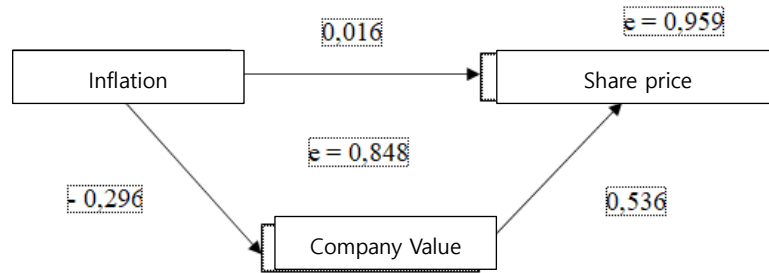 e = 0,959
0,016
Inflation
Share price
e = 0,848
- 0,296
0,536
Company Value